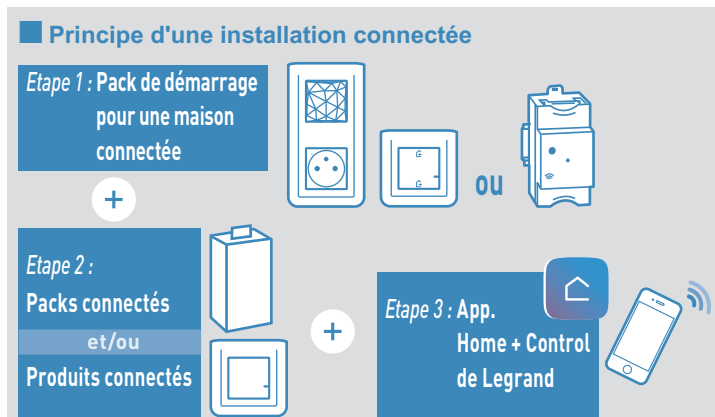 Principe d'une installation connectée
Etape 1 : Pack de démarrage
pour une maison
connectée
ou
+
Etape 2 :
Packs connectés
et/ou
Produits connectés
+
Etape 3 : App.
Home + Control
de Legrand